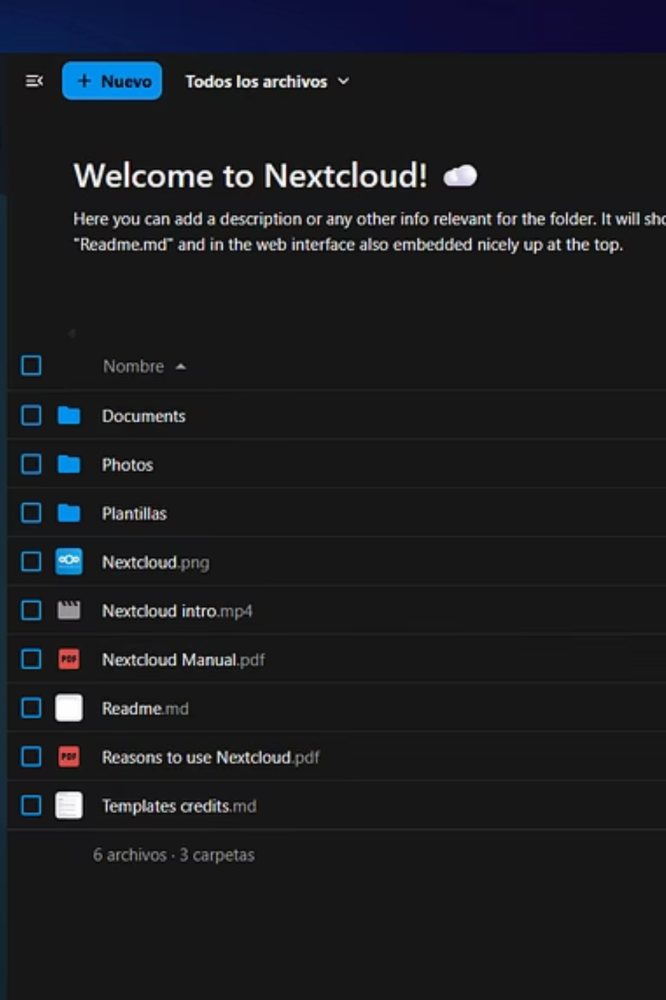 + Nuevo Todos los archivos
Welcome to Nextcloud!
Here you can add a description or any other info relevant for the folder. It will sho
"Readme.md" and in the web interface also embedded nicely up at the top.
Nombre
Documents
Photos
Plantillas
Nextcloud.png
Nextcloud intro.mp4
PDF Nextcloud Manual.pdf
Readme.md
PDF Reasons to use Nextcloud.pdf
Templates credits.md
6 archivos · 3 carpetas